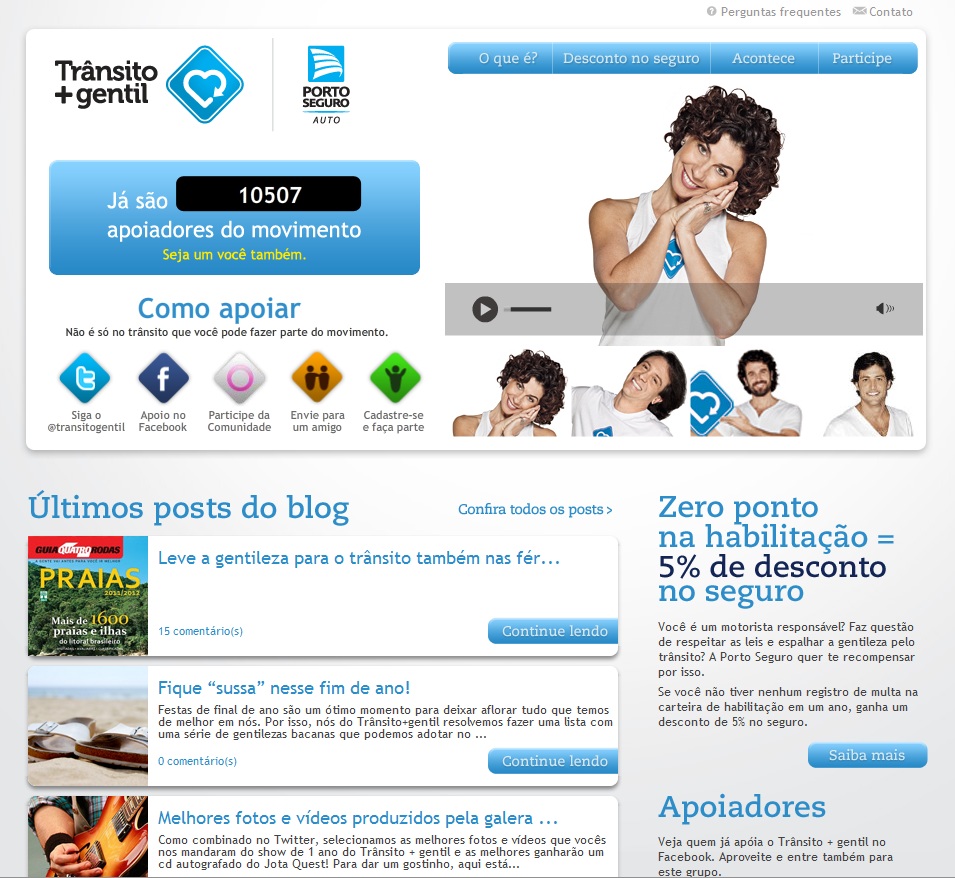 Perguntas frequentes
Contato
Trânsito
+gentil
PORTO
SEGURO
AUTO
O que é?
Desconto no seguro
Acontece
Participe
Já são 10507
apoiadores do movimento
Seja um você também.
Como apoiar
Não é só no trânsito que você pode fazer parte do movimento.
Siga o
@transitogentil
Apoio no
Facebook
Participe da
Comunidade
Envie para
um amigo
Cadastre-se
e faça parte
Últimos posts do blog
Confira todos os posts >
GUIA QUATRO RODAS
PRAIAS
2011/2012
Mais de 1600
praias e ilhas
do litoral brasileiro
Leve a gentileza para o trânsito também nas fér...
15 comentário(s)
Continue lendo
Fique “sussa” nesse fim de ano!
Festas de final de ano são um ótimo momento para deixar aflorar tudo que temos
de melhor em nós. Por isso, nós do Trânsito+gentil resolvemos fazer uma lista com
uma série de gentilezas bacanas que podemos adotar no ...
0 comentário(s)
Continue lendo
Melhores fotos e vídeos produzidos pela galera ...
Como combinado no Twitter, selecionamos as melhores fotos e vídeos que vocês
nos mandaram do show de 1 ano do Trânsito + gentil e as melhores ganharão um
cd autografado do Jota Quest! Para dar um gostinho, aqui está...
Zero ponto
na habilitação =
5% de desconto
no seguro
Você é um motorista responsável? Faz questão
de respeitar as leis e espalhar a gentileza pelo
trânsito? A Porto Seguro quer te recompensar
por isso.
Se você não tiver nenhum registro de multa na
carteira de habilitação em um ano, ganha um
desconto de 5% no seguro.
Saiba mais
Apoiadores
Veja quem já apóia o Trânsito + gentil no
Facebook. Aproveite e entre também para
este grupo.